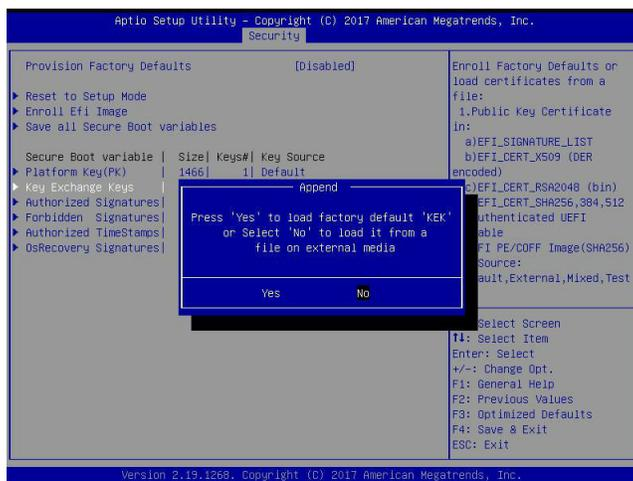 Aptio Setup Utility – Copyright (C) 2017 American Megatrends, Inc.
Security
Provision Factory Defaults [Disabled]
▶ Reset to Setup Mode
▶ Enroll Efi Image
▶ Save all Secure Boot variables
Secure Boot variable | Size| Keys#| Key Source
▶ Platform Key(PK) | 1466| 1| Default
▶ Key Exchange Keys |
▶ Authorized Signatures|
▶ Forbidden Signatures|
▶ Authorized TimeStamps|
▶ OsRecovery Signatures|
Append
Press 'Yes' to load factory default 'KEK'
or Select 'No' to load it from a
file on external media
Yes No
Enroll Factory Defaults or
load certificates from a
file:
1.Public Key Certificate
in:
a)EFI_SIGNATURE_LIST
b)EFI_CERT_X509 (DER
encoded)
c)EFI_CERT_RSA2048 (bin)
EFI_CERT_SHA256,384,512
uthenticated UEFI
able
FI PE/COFF Image(SHA256)
Source:
ault,External,Mixed,Test
Select Screen
↑↓: Select Item
Enter: Select
+/-: Change Opt.
F1: General Help
F2: Previous Values
F3: Optimized Defaults
F4: Save & Exit
ESC: Exit
Version 2.19.1268. Copyright (C) 2017 American Megatrends, Inc.